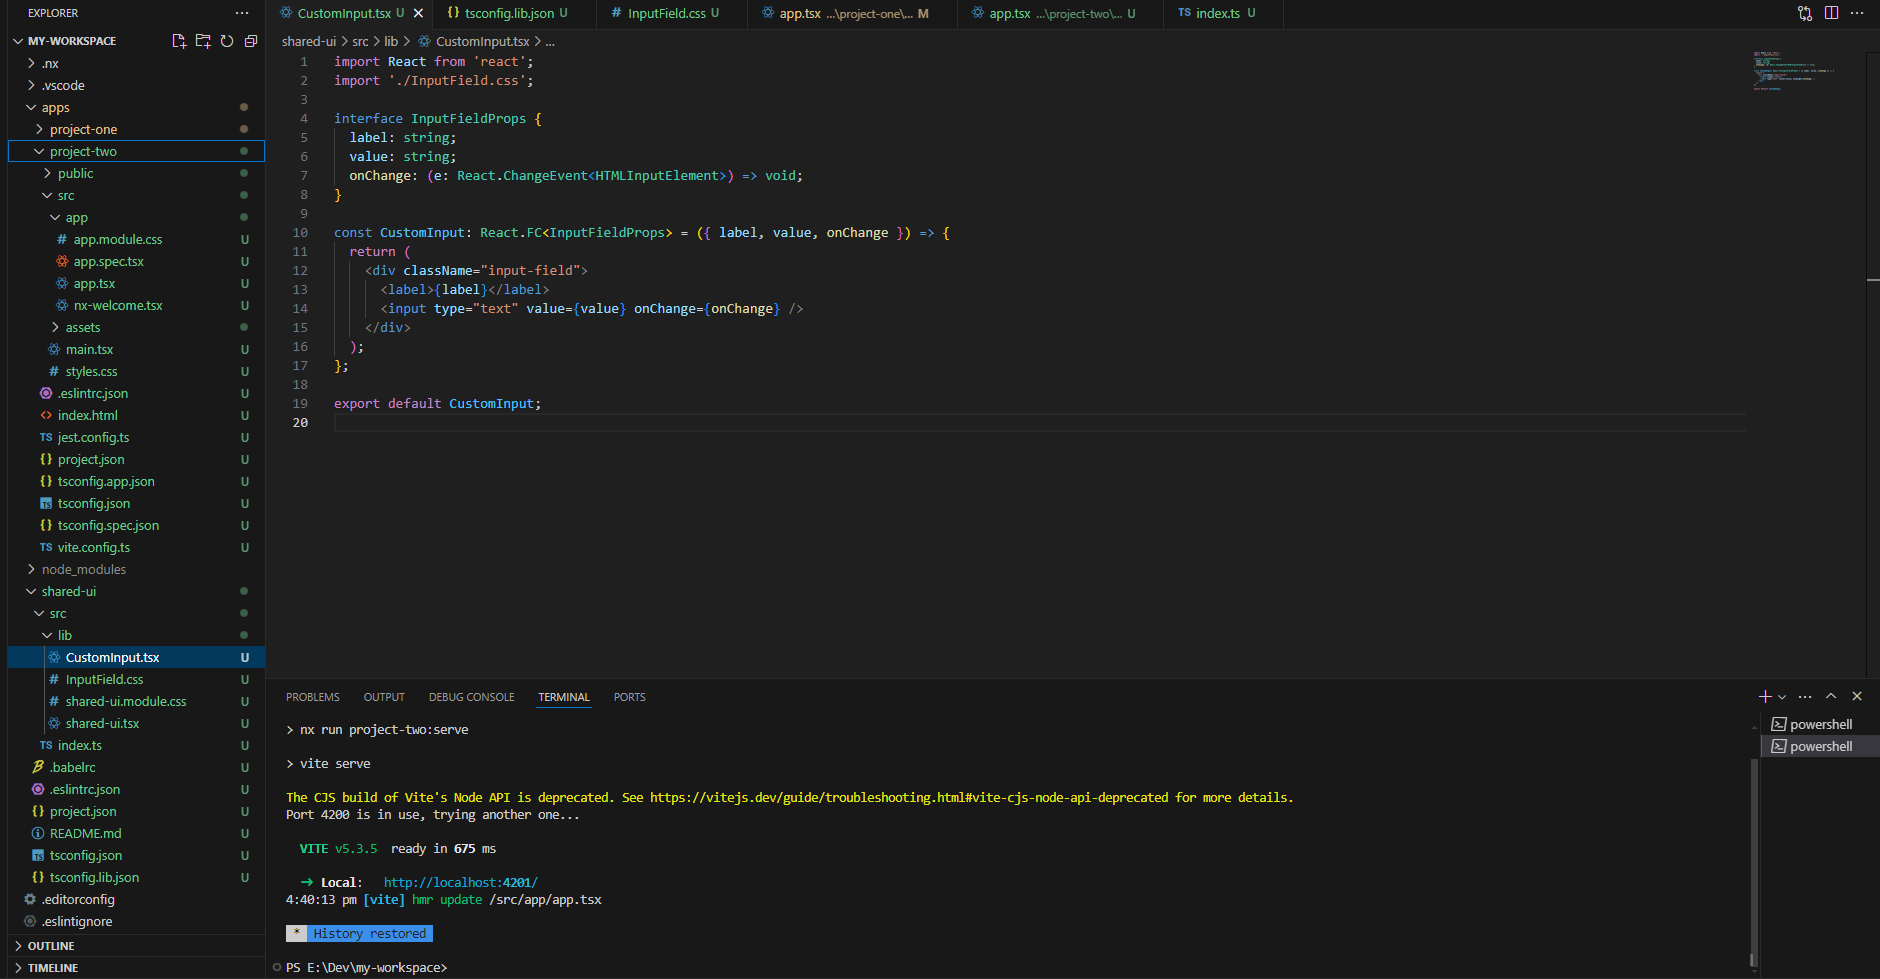 EXPLORER
MY-WORKSPACE
.nx
.vscode
apps
project-one
project-two
public
src
app
# app.module.css U
app.spec.tsx U
app.tsx U
nx-welcome.tsx U
assets
main.tsx U
# styles.css U
.eslintrc.json U
<> index.html U
TS jest.config.ts U
{} project.json U
{} tsconfig.app.json U
TS tsconfig.json U
{} tsconfig.spec.json U
TS vite.config.ts U
node_modules
shared-ui
src
lib
CustomInput.tsx U
# InputField.css U
# shared-ui.module.css U
shared-ui.tsx U
TS index.ts U
.babelrc U
.eslintrc.json U
{} project.json U
README.md U
TS tsconfig.json U
{} tsconfig.lib.json U
.editorconfig
.eslintignore
OUTLINE
TIMELINE
CustomInput.tsx U
{} tsconfig.lib.json U
# InputField.css U
app.tsx ...\project-one\... M
app.tsx ...\project-two\... U
TS index.ts U
shared-ui > src > lib > CustomInput.tsx > ...
1 import React from 'react';
2 import './InputField.css';
3
4 interface InputFieldProps {
5 label: string;
6 value: string;
7 onChange: (e: React.ChangeEvent<HTMLInputElement>) => void;
8 }
9
10 const CustomInput: React.FC<InputFieldProps> = ({ label, value, onChange }) => {
11 return (
12 <div className="input-field">
13 <label>{label}</label>
14 <input type="text" value={value} onChange={onChange} />
15 </div>
16 );
17 };
18
19 export default CustomInput;
20
PROBLEMS OUTPUT DEBUG CONSOLE TERMINAL PORTS
> nx run project-two:serve
> vite serve
The CJS build of Vite's Node API is deprecated. See https://vitejs.dev/guide/troubleshooting.html#vite-cjs-node-api-deprecated for more details.
Port 4200 is in use, trying another one...
VITE v5.3.5 ready in 675 ms
➜ Local: http://localhost:4201/
4:40:13 pm [vite] hmr update /src/app/app.tsx
* History restored
PS E:\Dev\my-workspace>
powershell
powershell